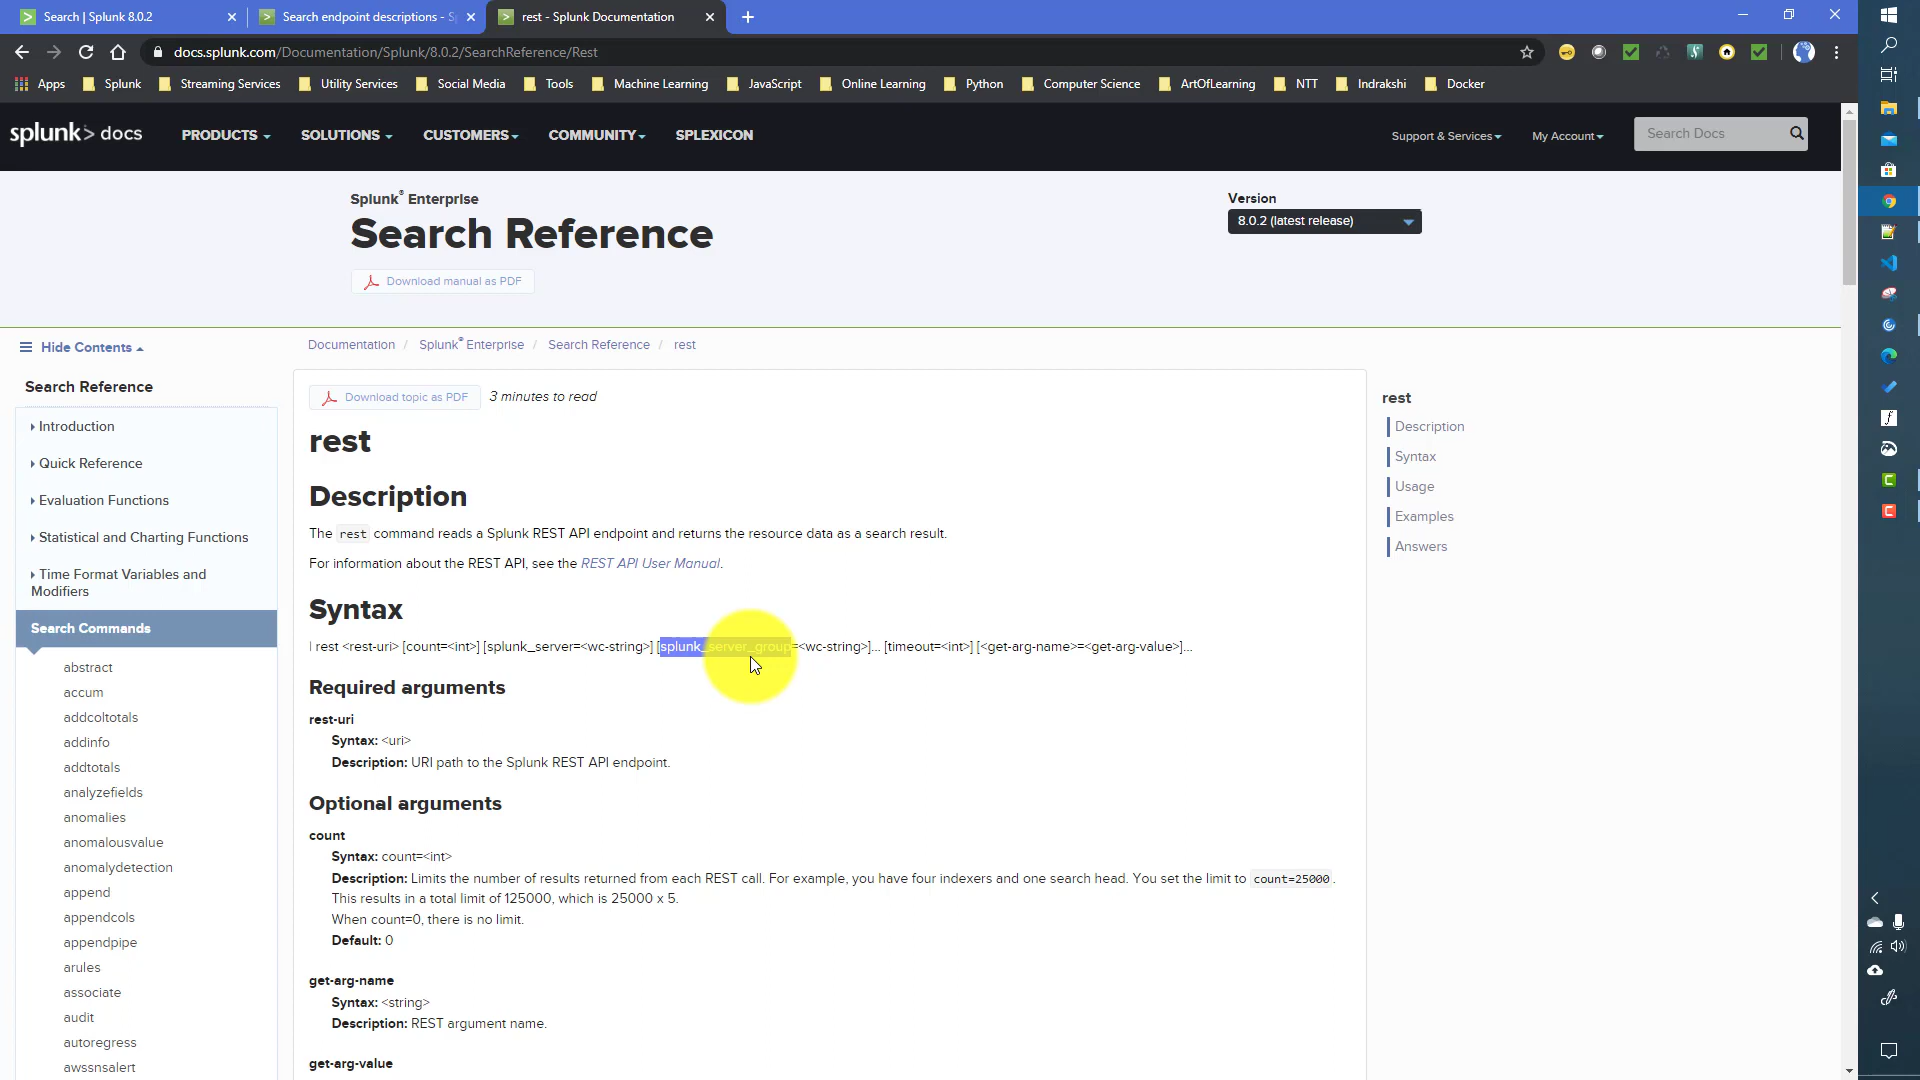 Search | Splunk 8.0.2
Search endpoint descriptions - S
rest - Splunk Documentation
docs.splunk.com/Documentation/Splunk/8.0.2/SearchReference/Rest
Apps
Splunk
Streaming Services
Utility Services
Social Media
Tools
Machine Learning
JavaScript
Online Learning
Python
Computer Science
ArtOfLearning
NTT
Indrakshi
Docker
splunk> docs
PRODUCTS
SOLUTIONS
CUSTOMERS
COMMUNITY
SPLEXICON
Support & Services
My Account
Search Docs
Splunk® Enterprise
Search Reference
Version
8.0.2 (latest release)
Download manual as PDF
Hide Contents
Documentation / Splunk® Enterprise / Search Reference / rest
Search Reference
Introduction
Quick Reference
Evaluation Functions
Statistical and Charting Functions
Time Format Variables and
Modifiers
Search Commands
abstract
accum
addcoltotals
addinfo
addtotals
analyzefields
anomalies
anomalousvalue
anomalydetection
append
appendcols
appendpipe
arules
associate
audit
autoregress
awssnsalert
Download topic as PDF
3 minutes to read
rest
Description
The rest command reads a Splunk REST API endpoint and returns the resource data as a search result.
For information about the REST API, see the REST API User Manual.
Syntax
| rest <rest-uri> [count=<int>] [splunk_server=<wc-string>] [splunk_server_group=<wc-string>]... [timeout=<int>] [<get-arg-name>=<get-arg-value>]...
Required arguments
rest-uri
Syntax: <uri>
Description: URI path to the Splunk REST API endpoint.
Optional arguments
count
Syntax: count=<int>
Description: Limits the number of results returned from each REST call. For example, you have four indexers and one search head. You set the limit to count=25000.
This results in a total limit of 125000, which is 25000 x 5.
When count=0, there is no limit.
Default: 0
get-arg-name
Syntax: <string>
Description: REST argument name.
get-arg-value
rest
Description
Syntax
Usage
Examples
Answers